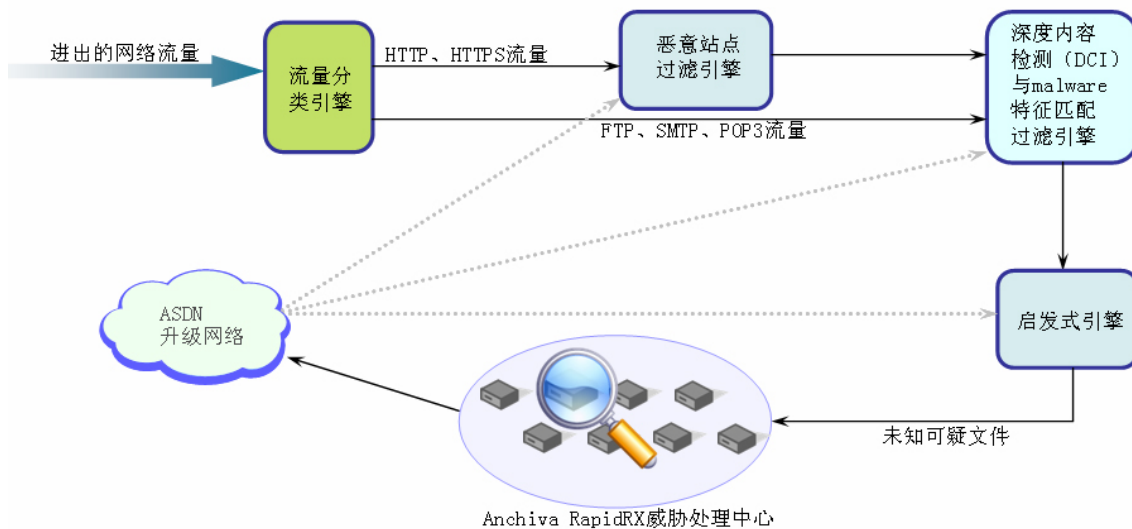 进出的网络流量
流量分
类引擎
HTTP、HTTPS流量
恶意站点
过滤引擎
FTP、SMTP、POP3流量
深度内容
检测（DCI）
与malware
特征匹配
过滤引擎
ASDN
升级网络
启发式引擎
未知可疑文件
Anchiva RapidRX威胁处理中心